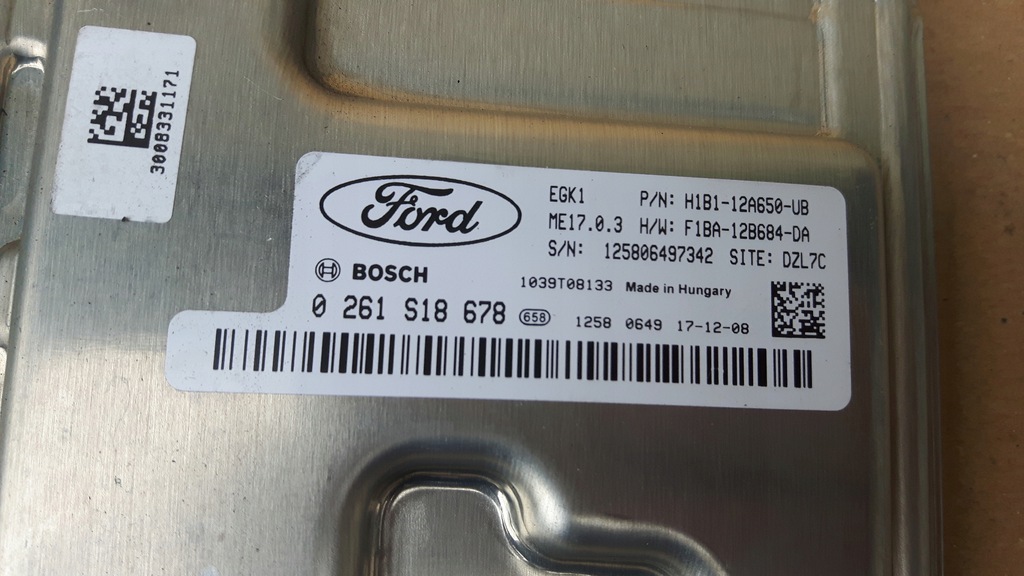 3008331171
Ford
EGK1 P/N: H1B1-12A650-UB
ME17.0.3 H/W: F1BA-12B684-DA
S/N: 125806497342 SITE: DZL7C
BOSCH
1039T08133 Made in Hungary
0 261 S18 678 658 1258 0649 17-12-08